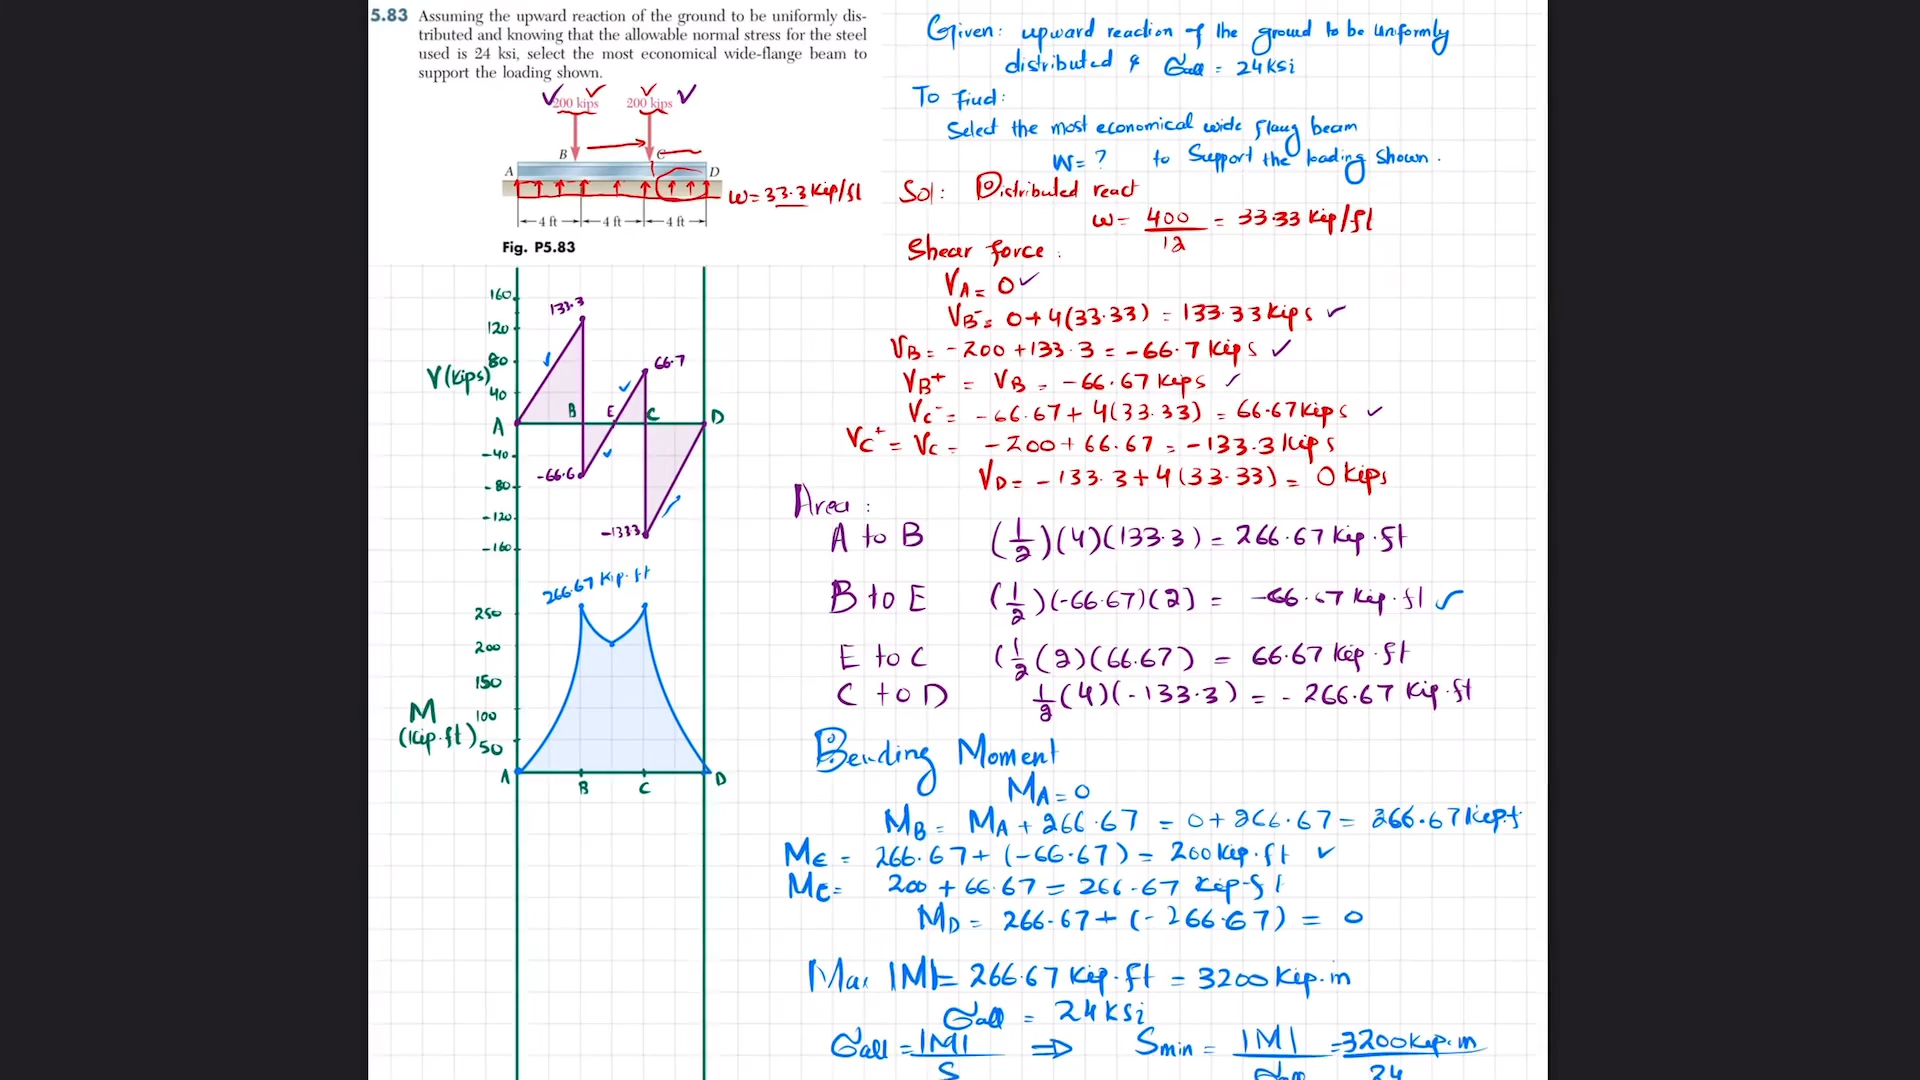 5.83 Assuming the upward reaction of the ground to be uniformly dis-
tributed and knowing that the allowable normal stress for the steel
used is 24 ksi, select the most economical wide-flange beam to
support the loading shown.
200 kips 200 kips
B C
A D
w = 33.3 Kip/ft
4 ft 4 ft 4 ft
Fig. P5.83
160
133.3
120
80
66.7
V (Kips)
40
B E C D
A
-40
-66.6
-80
-120
-133.3
-160
266.67 Kip.ft
250
200
150
M
100
(Kip.ft)
50
A D
B C
Given: upward reaction of the ground to be uniformly
distributed & σall = 24 ksi
To Find:
Select the most economical wide flang beam
W = ? to Support the loading shown.
Sol: Distributed react
w = 400/12 = 33.33 Kip/ft
Shear force:
VA = 0
VB- = 0+4(33.33) = 133.33 Kips
VB = -200+133.3 = -66.7 Kips
VB+ = VB = -66.67 Kips
VC- = -66.67+4(33.33) = 66.67 Kips
VC+ = VC = -200+66.67 = -133.3 Kips
VD = -133.3+4(33.33) = 0 Kips
Area:
A to B (1/2)(4)(133.3) = 266.67 Kip.ft
B to E (1/2)(-66.67)(2) = -66.67 Kip.ft
E to C (1/2(2)(66.67) = 66.67 Kip.ft
C to D 1/2(4)(-133.3) = -266.67 Kip.ft
Bending Moment
MA = 0
MB = MA + 266.67 = 0+266.67 = 266.67 Kip.ft
ME = 266.67+(-66.67) = 200 Kip.ft
MC = 200+66.67 = 266.67 Kip-ft
MD = 266.67+(-266.67) = 0
Max |M| = 266.67 Kip.ft = 3200 Kip.in
σall = 24 Ksi
σall = |M|/S ⇒ Smin = |M|/σall = 3200 Kip.in/24